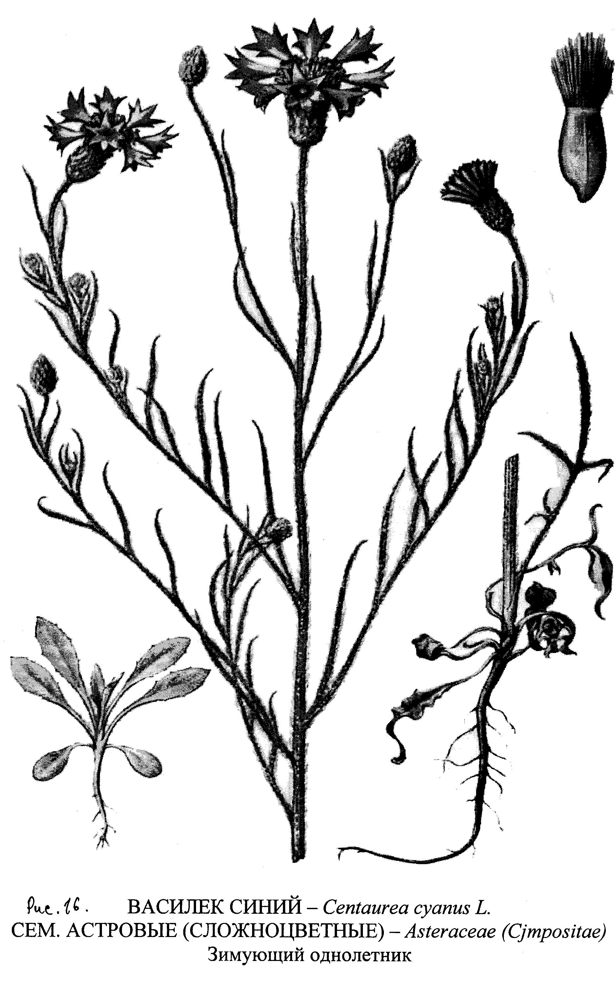 Рис. 16. ВАСИЛЕК СИНИЙ – Centaurea cyanus L.
СЕМ. АСТРОВЫЕ (СЛОЖНОЦВЕТНЫЕ) – Asteraceae (Cjmpositae)
Зимующий однолетник